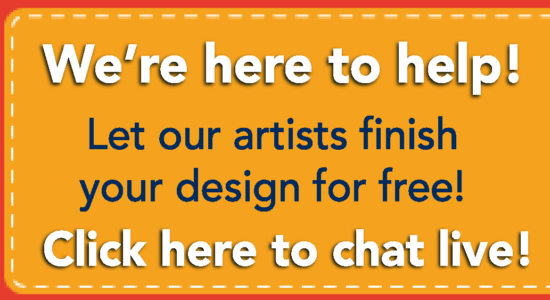 We're here to help!
Let our artists finish
your design for free!
Click here to chat live!